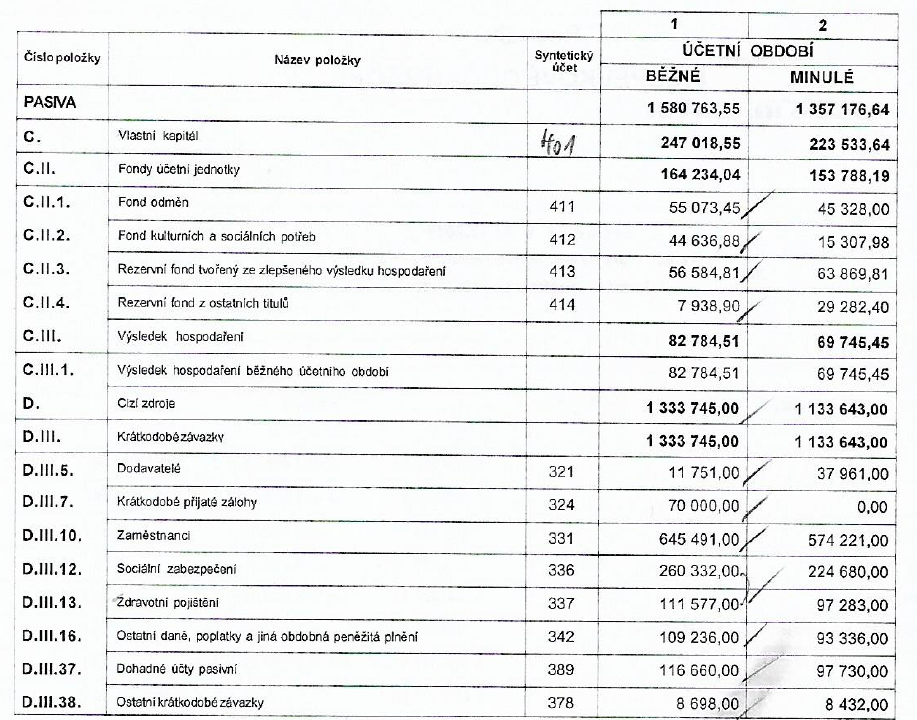 1 2
Číslo položky Název položky Syntetický účet ÚČETNÍ OBDOBÍ
BĚŽNÉ MINULÉ
PASIVA 1 580 763,55 1 357 176,64
C. Vlastní kapitál 401 247 018,55 223 533,64
C.II. Fondy účetní jednotky 164 234,04 153 788,19
C.II.1. Fond odměn 411 55 073,45 45 328,00
C.II.2. Fond kulturních a sociálních potřeb 412 44 636,88 15 307,98
C.II.3. Rezervní fond tvořený ze zlepšeného výsledku hospodaření 413 56 584,81 63 869,81
C.II.4. Rezervní fond z ostatních titulů 414 7 938,90 29 282,40
C.III. Výsledek hospodaření 82 784,51 69 745,45
C.III.1. Výsledek hospodaření běžného účetního období 82 784,51 69 745,45
D. Cizí zdroje 1 333 745,00 1 133 643,00
D.III. Krátkodobé závazky 1 333 745,00 1 133 643,00
D.III.5. Dodavatelé 321 11 751,00 37 961,00
D.III.7. Krátkodobé přijaté zálohy 324 70 000,00 0,00
D.III.10. Zaměstnanci 331 645 491,00 574 221,00
D.III.12. Sociální zabezpečení 336 260 332,00 224 680,00
D.III.13. Zdravotní pojištění 337 111 577,00 97 283,00
D.III.16. Ostatní daně, poplatky a jiná obdobná peněžitá plnění 342 109 236,00 93 336,00
D.III.37. Dohadné účty pasivní 389 116 660,00 97 730,00
D.III.38. Ostatní krátkodobé závazky 378 8 698,00 8 432,00